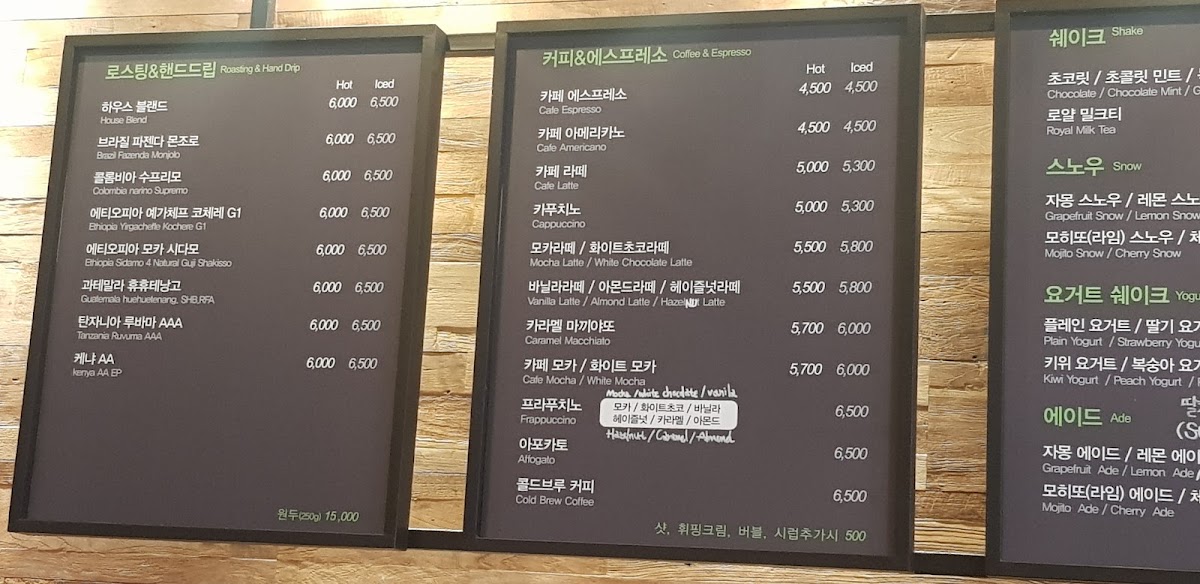 로스팅&핸드드립 Roasting & Hand Drip
Hot Iced
하우스 블랜드 6,000 6,500
House Blend
브라질 파젠다 몬조로 6,000 6,500
Brazil Fazenda Monjolo
콜롬비아 수프리모 6,000 6,500
Colombia narino Supremo
에티오피아 예가체프 코체레 G1 6,000 6,500
Ethiopia Yirgacheffe Kochere G1
에티오피아 모카 시다모 6,000 6,500
Ethiopia Sidamo 4 Natural Guji Shakisso
과테말라 휴휴테낭고 6,000 6,500
Guatemala huehuetenang, SHB,RFA
탄자니아 루바마 AAA 6,000 6,500
Tanzania Ruvuma AAA
케냐 AA 6,000 6,500
kenya AA EP
원두(250g) 15,000
커피&에스프레소 Coffee & Espresso
Hot Iced
카페 에스프레소 4,500 4,500
Cafe Espresso
카페 아메리카노 4,500 4,500
Cafe Americano
카페 라떼 5,000 5,300
Cafe Latte
카푸치노 5,000 5,300
Cappuccino
모카라떼 / 화이트초코라떼 5,500 5,800
Mocha Latte / White Chocolate Latte
바닐라라떼 / 아몬드라떼 / 헤이즐넛라떼 5,500 5,800
Vanilla Latte / Almond Latte / HazelNUt Latte
카라멜 마끼야또 5,700 6,000
Caramel Macchiato
카페 모카 / 화이트 모카 5,700 6,000
Cafe Mocha / White Mocha
Mocha / white chocolate / vanila
프라푸치노 모카 / 화이트초코 / 바닐라 6,500
Frappuccino 헤이즐넛 / 카라멜 / 아몬드
Hazelnut / Caramel / Almond
아포카토 6,500
Affogato
콜드브루 커피 6,500
Cold Brew Coffee
샷, 휘핑크림, 버블, 시럽추가시 500
쉐이크 Shake
초코릿 / 초콜릿 민트 /
Chocolate / Chocolate Mint /
로얄 밀크티
Royal Milk Tea
스노우 Snow
자몽 스노우 / 레몬 스노
Grapefruit Snow / Lemon Snow
모히또(라임) 스노우 / 체
Mojito Snow / Cherry Snow
요거트 쉐이크 Yog
플레인 요거트 / 딸기 요거
Plain Yogurt / Strawberry Yogu
키위 요거트 / 복숭아 요거
Kiwi Yogurt / Peach Yogurt /
에이드 Ade
자몽 에이드 / 레몬 에이
Grapefruit Ade / Lemon Ade
모히또(라임) 에이드 / 체
Mojito Ade / Cherry Ade